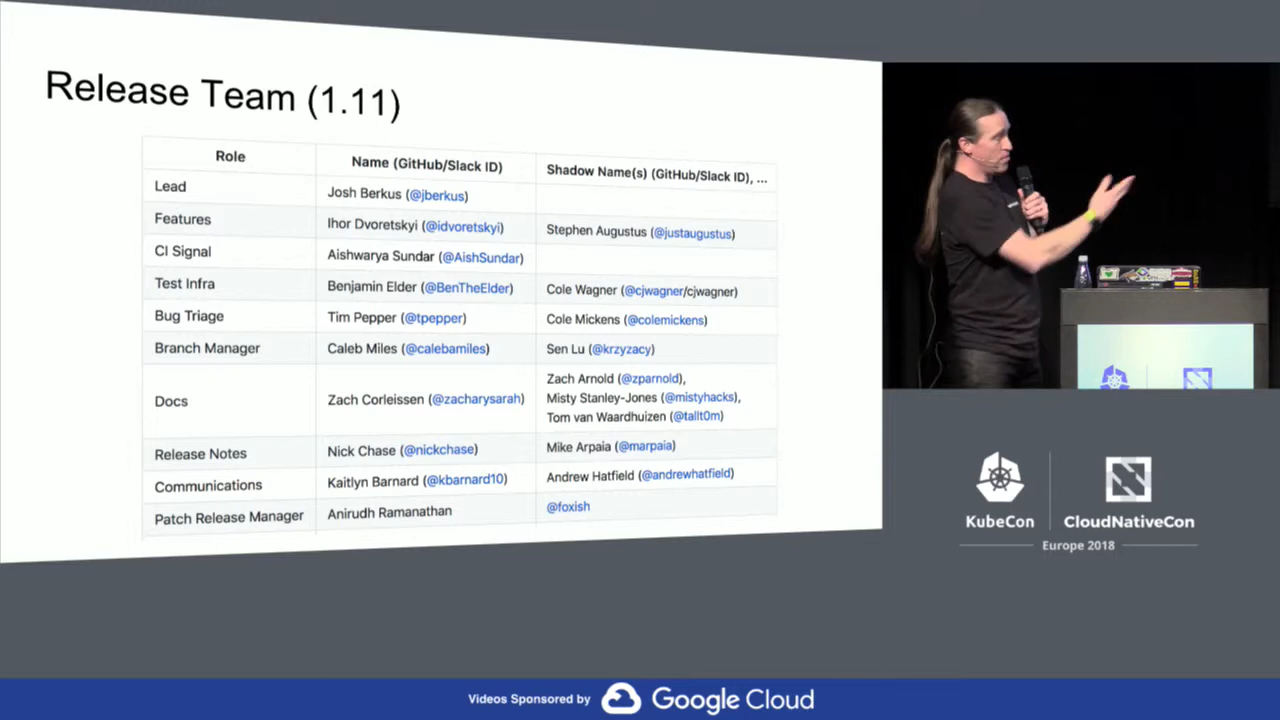 Release Team (1.11)
Role Name (GitHub/Slack ID) Shadow Name(s) (GitHub/Slack ID), ...
Lead Josh Berkus (@jberkus)
Features Ihor Dvoretskyi (@idvoretskyi) Stephen Augustus (@justaugustus)
CI Signal Aishwarya Sundar (@AishSundar)
Test Infra Benjamin Elder (@BenTheElder) Cole Wagner (@cjwagner/cjwagner)
Bug Triage Tim Pepper (@tpepper) Cole Mickens (@colemickens)
Branch Manager Caleb Miles (@calebamiles) Sen Lu (@krzyzacy)
Docs Zach Corleissen (@zacharysarah) Zach Arnold (@zparnold),
Misty Stanley-Jones (@mistyhacks),
Tom van Waardhuizen (@tallt0m)
Release Notes Nick Chase (@nickchase) Mike Arpaia (@marpaia)
Communications Kaitlyn Barnard (@kbarnard10) Andrew Hatfield (@andrewhatfield)
Patch Release Manager Anirudh Ramanathan @foxish
KubeCon CloudNativeCon
Europe 2018
Videos Sponsored by Google Cloud